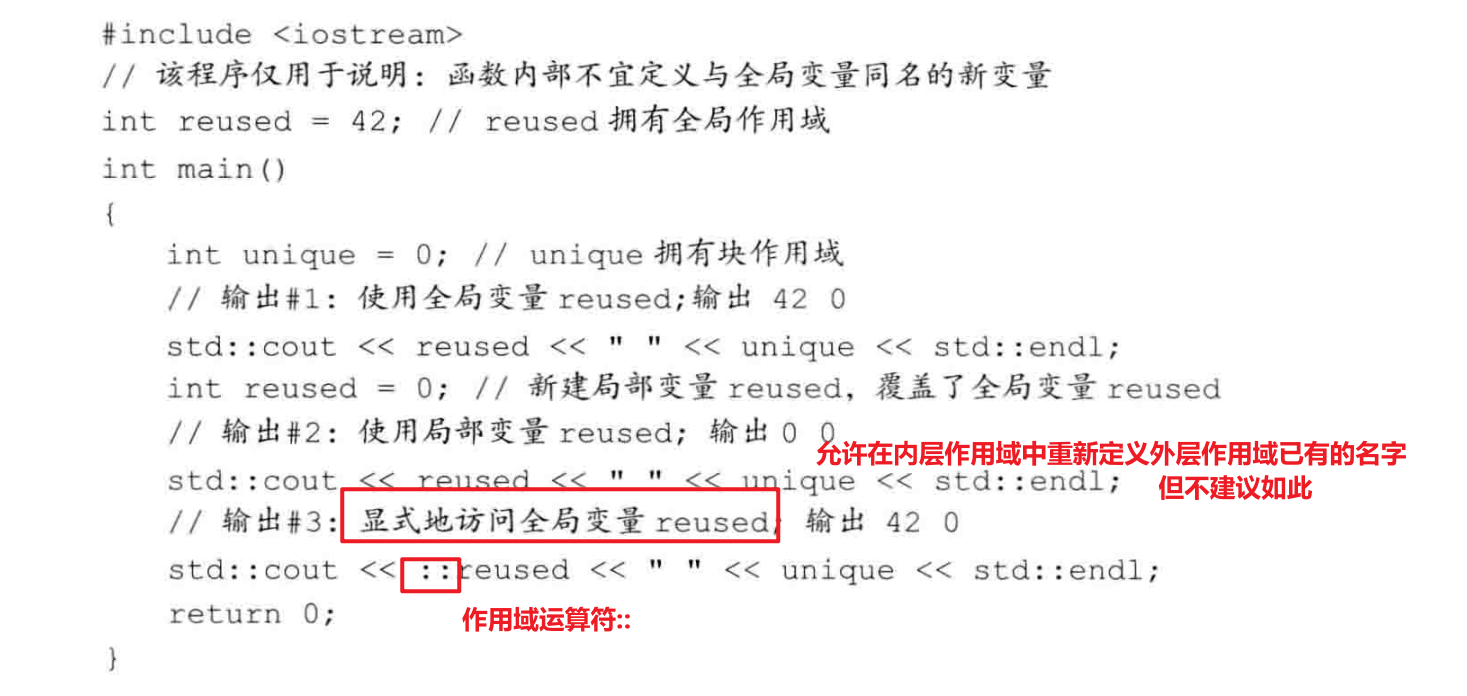 #include <iostream>
// 该程序仅用于说明：函数内部不宜定义与全局变量同名的新变量
int reused = 42; // reused 拥有全局作用域
int main()
{
int unique = 0; // unique 拥有块作用域
// 输出#1：使用全局变量 reused;输出 42 0
std::cout << reused << " " << unique << std::endl;
int reused = 0; // 新建局部变量 reused，覆盖了全局变量 reused
// 输出#2：使用局部变量 reused；输出 0 0
允许在内层作用域中重新定义外层作用域已有的名字
std::cout << reused << " " << unique << std::endl;
但不建议如此
// 输出#3：显式地访问全局变量 reused；输出 42 0
std::cout << ::reused << " " << unique << std::endl;
return 0;
作用域运算符::
}